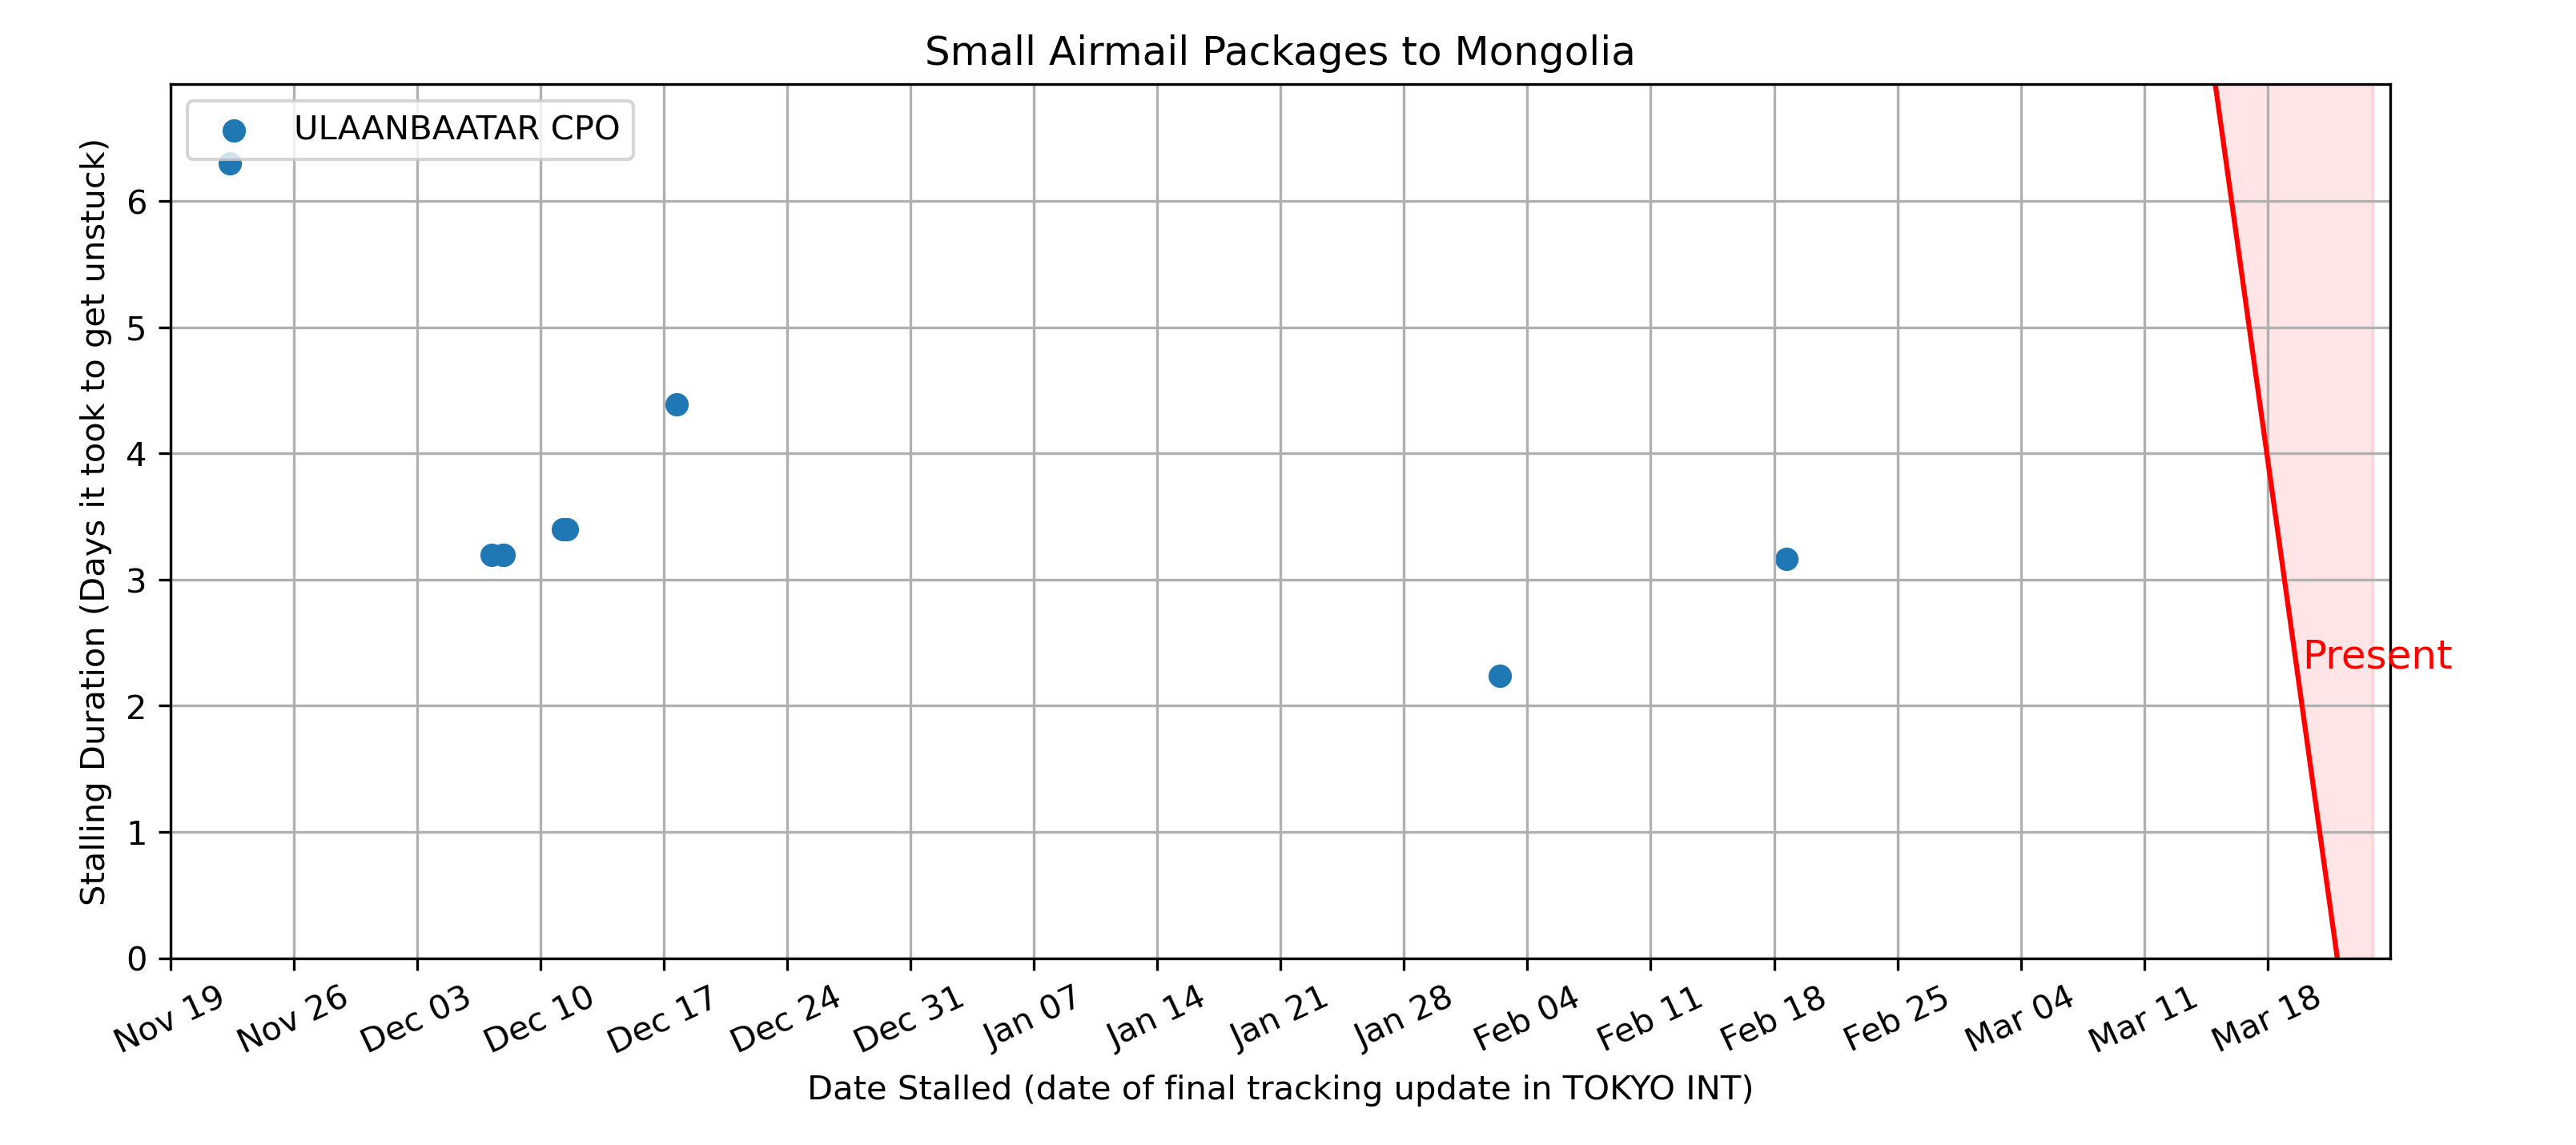 Small Airmail Packages to Mongolia
ULAANBAATAR CPO
Stalling Duration (Days it took to get unstuck)
6
5
4
3
2
1
0
Present
Nov 19
Nov 26
Dec 03
Dec 10
Dec 17
Dec 24
Dec 31
Jan 07
Jan 14
Jan 21
Jan 28
Feb 04
Feb 11
Feb 18
Feb 25
Mar 04
Mar 11
Mar 18
Date Stalled (date of final tracking update in TOKYO INT)